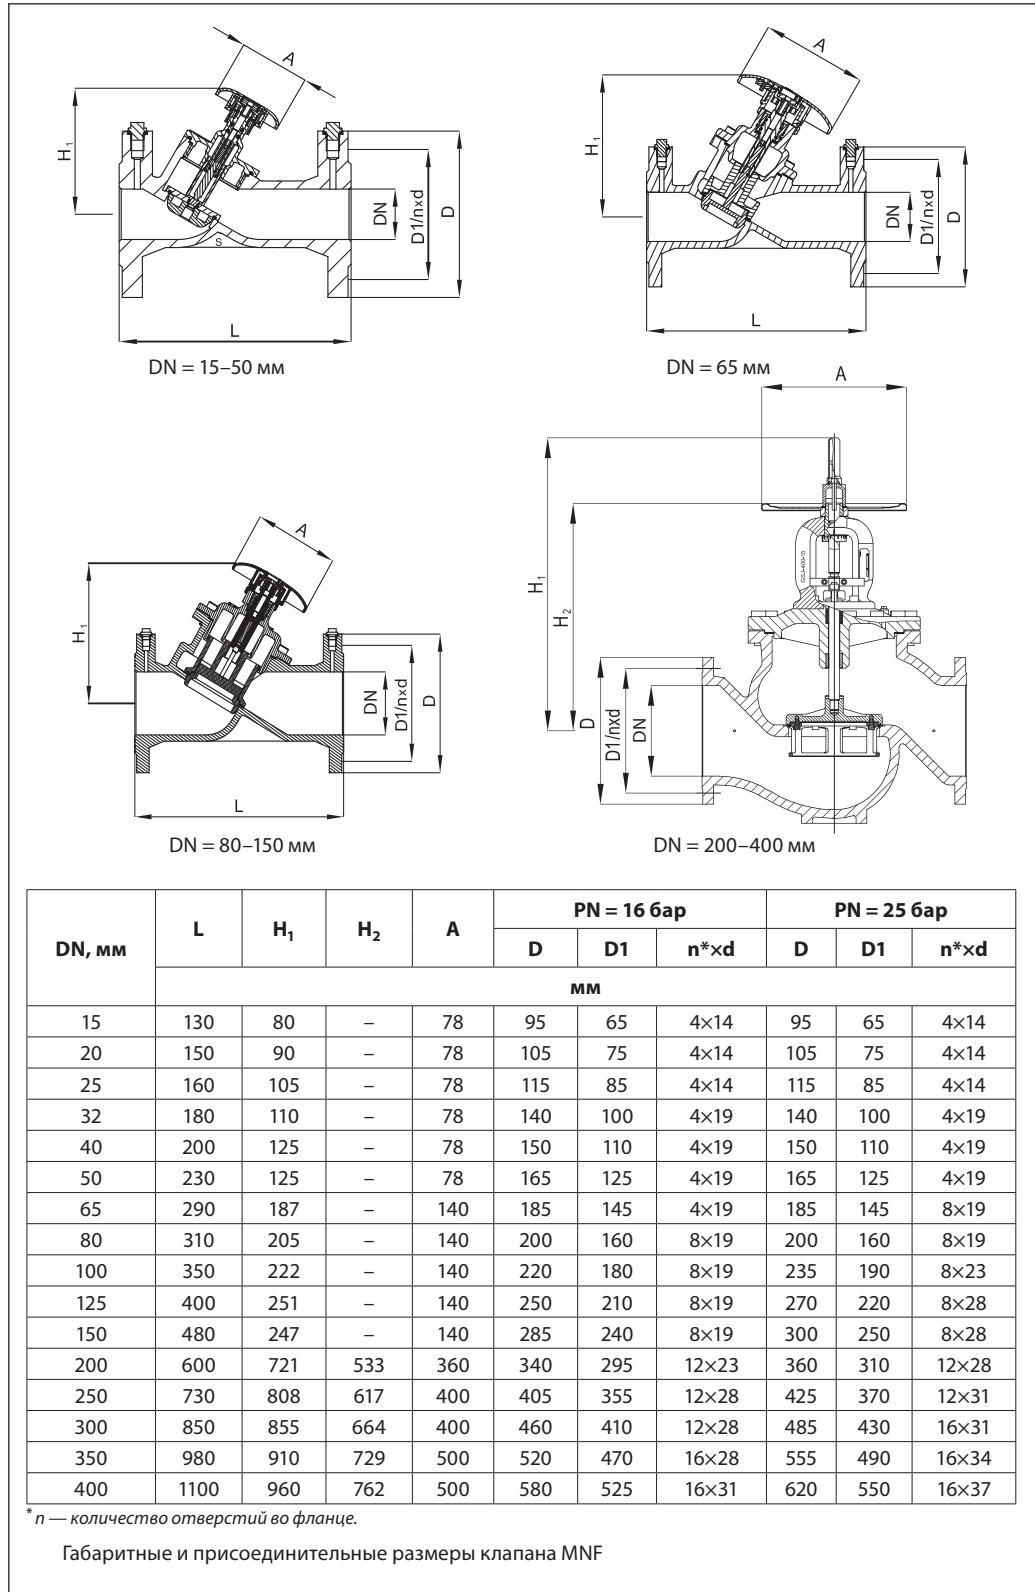 A
H1
DN
D1/nxd
D
S
L
DN = 15–50 мм
A
H1
DN
D1/nxd
D
L
DN = 65 мм
A
H1
DN
D1/nxd
D
L
DN = 80–150 мм
A
H1
H2
D
D1/nxd
DN
DN = 200–400 мм
DN, мм L H1 H2 A PN = 16 бар PN = 25 бар
D D1 n*×d D D1 n*×d
мм
15 130 80 – 78 95 65 4×14 95 65 4×14
20 150 90 – 78 105 75 4×14 105 75 4×14
25 160 105 – 78 115 85 4×14 115 85 4×14
32 180 110 – 78 140 100 4×19 140 100 4×19
40 200 125 – 78 150 110 4×19 150 110 4×19
50 230 125 – 78 165 125 4×19 165 125 4×19
65 290 187 – 140 185 145 4×19 185 145 8×19
80 310 205 – 140 200 160 8×19 200 160 8×19
100 350 222 – 140 220 180 8×19 235 190 8×23
125 400 251 – 140 250 210 8×19 270 220 8×28
150 480 247 – 140 285 240 8×19 300 250 8×28
200 600 721 533 360 340 295 12×23 360 310 12×28
250 730 808 617 400 405 355 12×28 425 370 12×31
300 850 855 664 400 460 410 12×28 485 430 16×31
350 980 910 729 500 520 470 16×28 555 490 16×34
400 1100 960 762 500 580 525 16×31 620 550 16×37
* n — количество отверстий во фланце.
Габаритные и присоединительные размеры клапана MNF